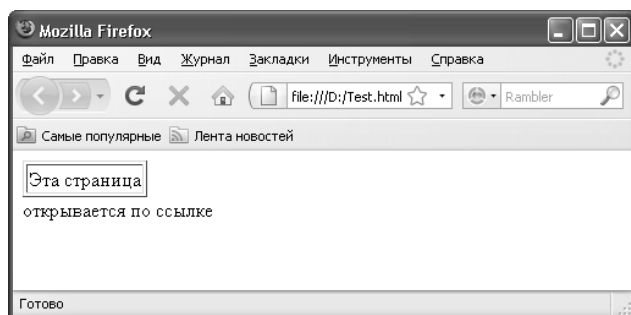 Mozilla Firefox
Файл Правка Вид Журнал Закладки Инструменты Справка
file:///D:/Test.html Rambler
Самые популярные Лента новостей
Эта страница
открывается по ссылке
Готово